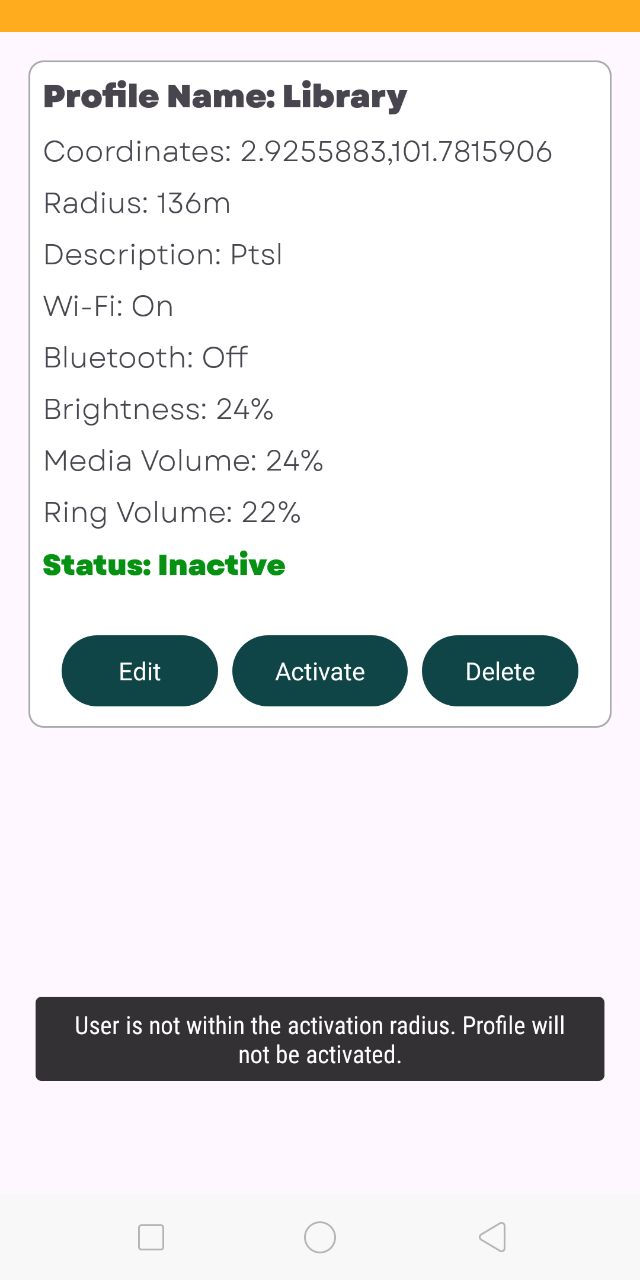 Profile Name: Library
Coordinates: 2.9255883,101.7815906
Radius: 136m
Description: Ptsl
Wi-Fi: On
Bluetooth: Off
Brightness: 24%
Media Volume: 24%
Ring Volume: 22%
Status: Inactive
Edit Activate Delete
User is not within the activation radius. Profile will
not be activated.